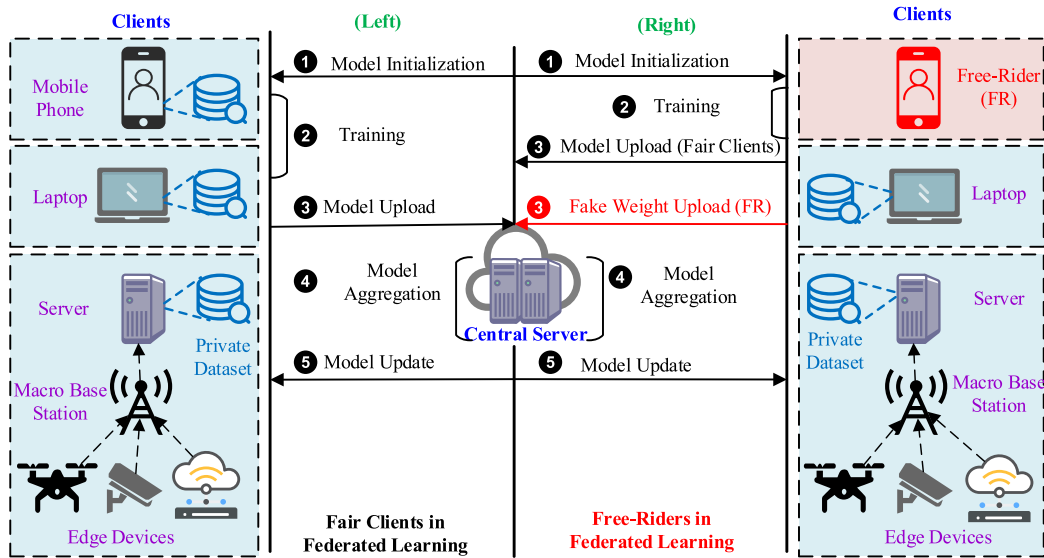 Clients
(Left)
(Right)
Clients
1 Model Initialization
1 Model Initialization
Mobile
Phone
Free-Rider
(FR)
2 Training
2 Training
3 Model Upload (Fair Clients)
Laptop
Laptop
3 Model Upload
3 Fake Weight Upload (FR)
4 Model
Aggregation
4 Model
Aggregation
Central Server
Server
Private
Dataset
Server
Private
Dataset
5 Model Update
5 Model Update
Macro Base
Station
Macro Base
Station
Edge Devices
Fair Clients in
Federated Learning
Free-Riders in
Federated Learning
Edge Devices